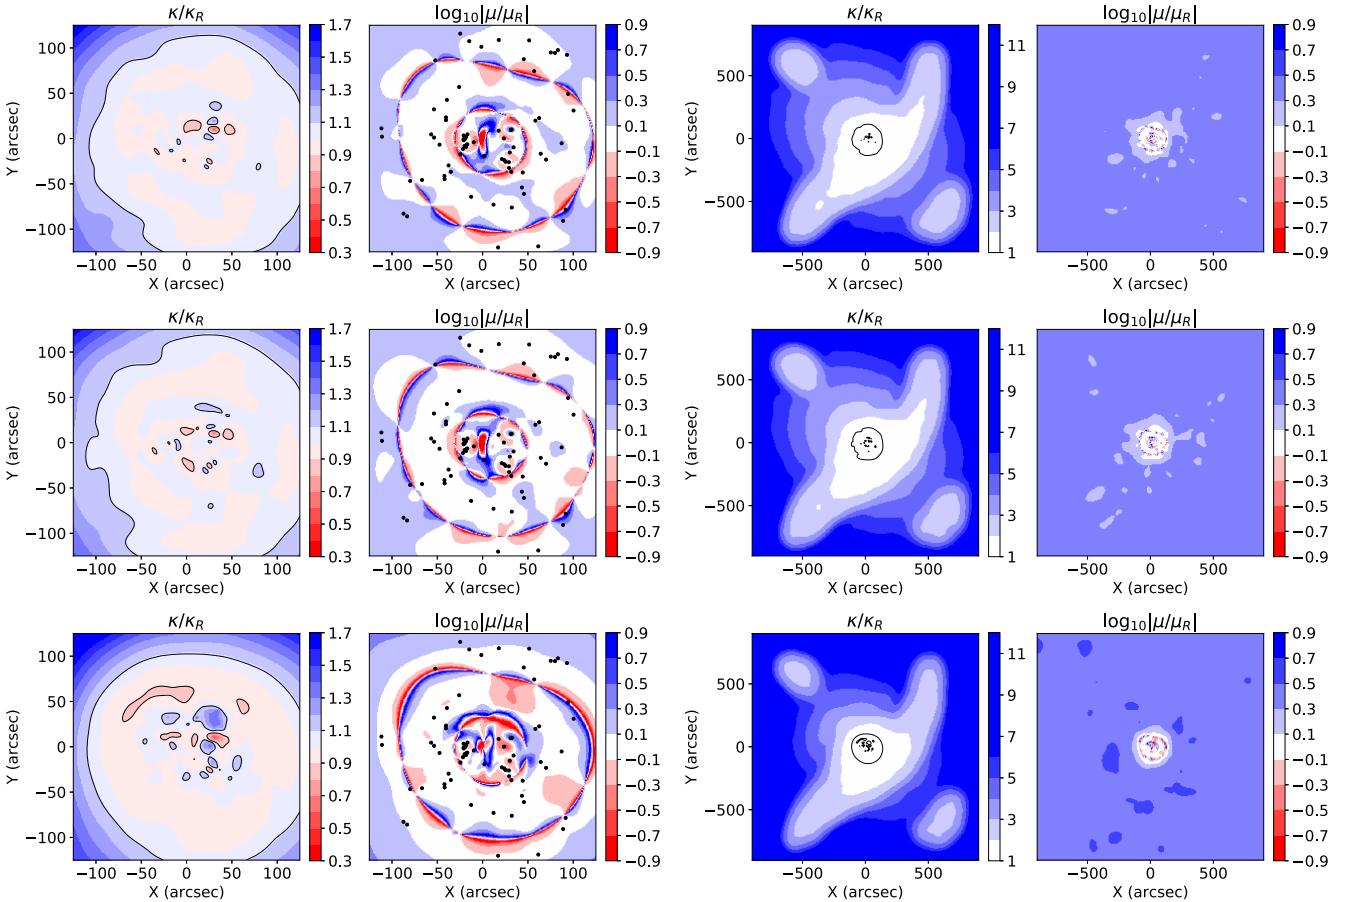 κ/κ_R log₁₀|μ/μ_R| κ/κ_R log₁₀|μ/μ_R|
100 1.7 0.9 11 0.9
1.5 0.7 0.7
50 1.3 0.5 500 9 0.5
0.3 0.3
0 1.1 0.1 0 7 0.1
0.9 −0.1 5 −0.1
−50 0.7 −0.3 −500 −0.3
−0.5 3 −0.5
−100 0.5 −0.7 −0.7
0.3 −0.9 1 −0.9
Y (arcsec) Y (arcsec)
−100 −50 0 50 100 −100 −50 0 50 100 −500 0 500 −500 0 500
X (arcsec) X (arcsec) X (arcsec) X (arcsec)
κ/κ_R log₁₀|μ/μ_R| κ/κ_R log₁₀|μ/μ_R|
100 1.7 0.9 11 0.9
1.5 0.7 0.7
50 1.3 0.5 500 9 0.5
0.3 0.3
0 1.1 0.1 0 7 0.1
0.9 −0.1 5 −0.1
−50 0.7 −0.3 −500 −0.3
−0.5 3 −0.5
−100 0.5 −0.7 −0.7
0.3 −0.9 1 −0.9
Y (arcsec) Y (arcsec)
−100 −50 0 50 100 −100 −50 0 50 100 −500 0 500 −500 0 500
X (arcsec) X (arcsec) X (arcsec) X (arcsec)
κ/κ_R log₁₀|μ/μ_R| κ/κ_R log₁₀|μ/μ_R|
100 1.7 0.9 11 0.9
1.5 0.7 0.7
50 1.3 0.5 500 9 0.5
0.3 0.3
0 1.1 0.1 0 7 0.1
0.9 −0.1 5 −0.1
−50 0.7 −0.3 −500 −0.3
−0.5 3 −0.5
−100 0.5 −0.7 −0.7
0.3 −0.9 1 −0.9
Y (arcsec) Y (arcsec)
−100 −50 0 50 100 −100 −50 0 50 100 −500 0 500 −500 0 500
X (arcsec) X (arcsec) X (arcsec) X (arcsec)